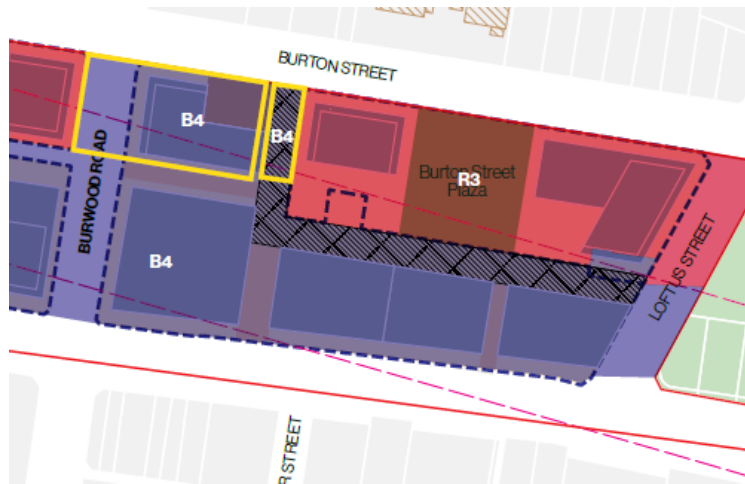 BURTON STREET
B4
B4
Burton Street
R3
Plaza
BURWOOD ROAD
B4
LOFTUS STREET
R STREET